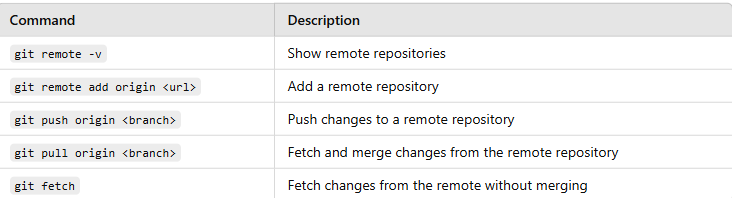 Command Description
git remote -v Show remote repositories
git remote add origin <url> Add a remote repository
git push origin <branch> Push changes to a remote repository
git pull origin <branch> Fetch and merge changes from the remote repository
git fetch Fetch changes from the remote without merging